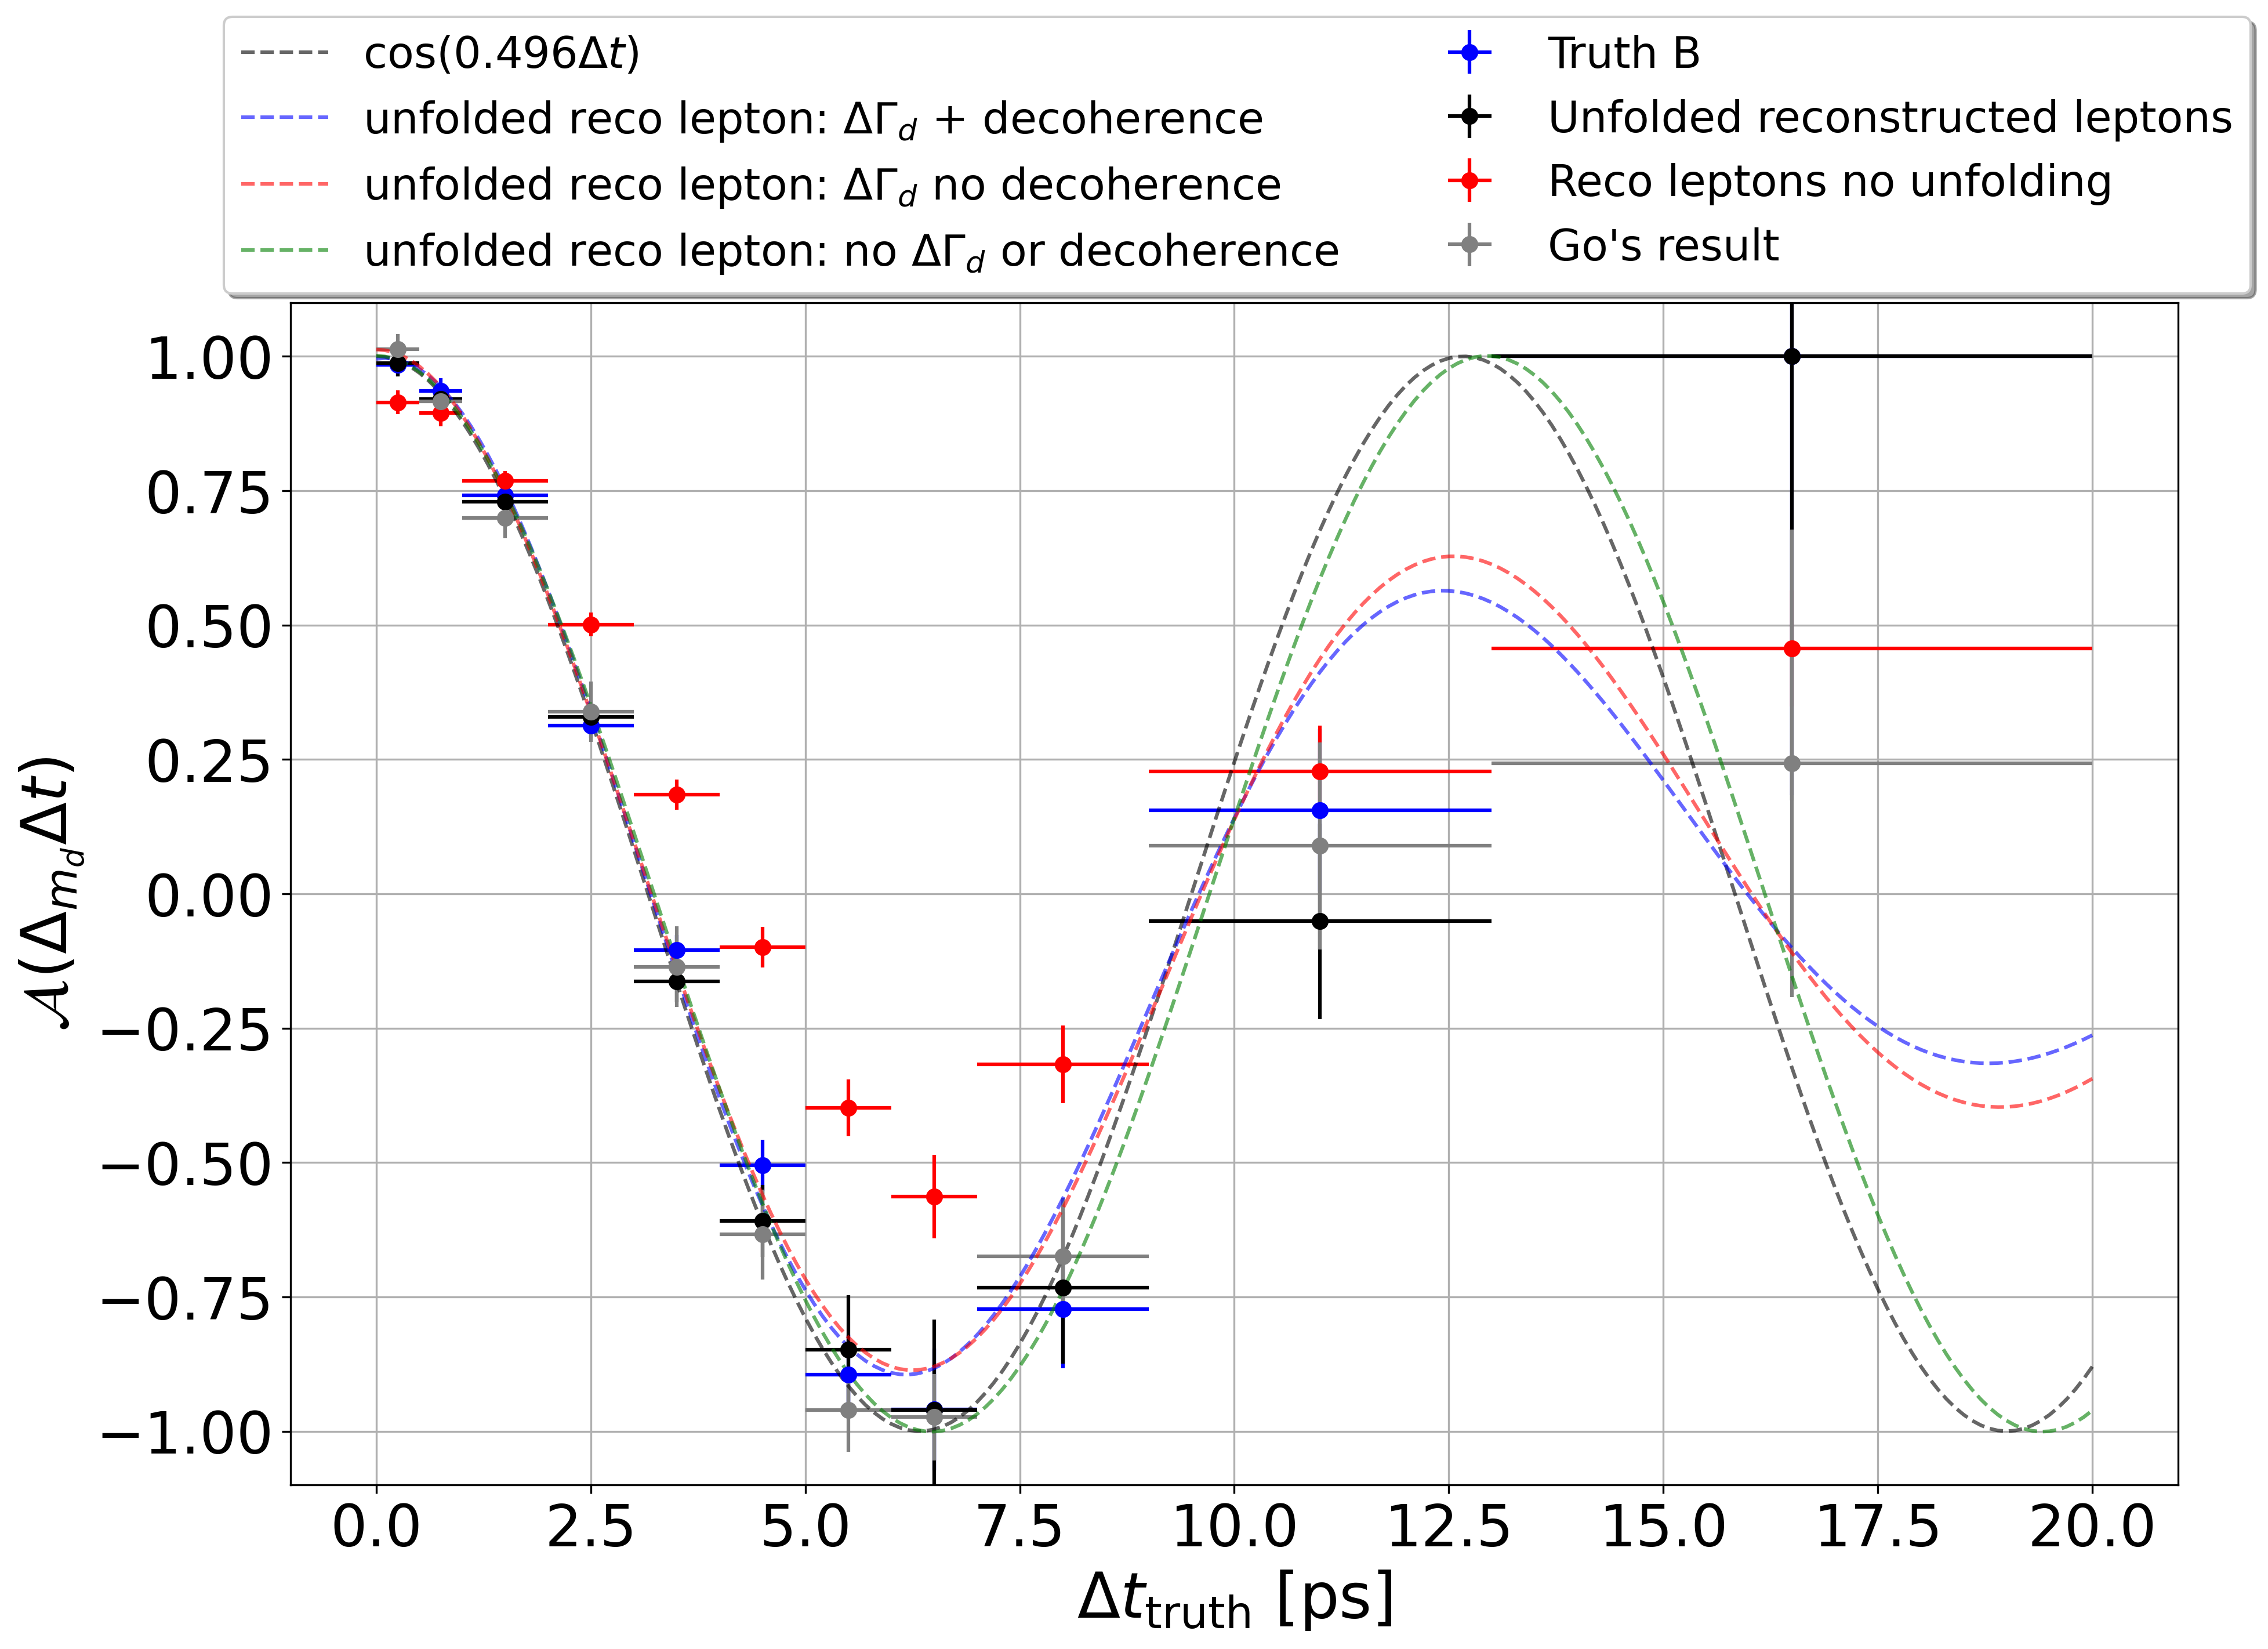 cos(0.496Δt)
unfolded reco lepton: ΔΓ_d + decoherence
unfolded reco lepton: ΔΓ_d no decoherence
unfolded reco lepton: no ΔΓ_d or decoherence
Truth B
Unfolded reconstructed leptons
Reco leptons no unfolding
Go's result
𝒜(Δ_{m_d}Δt)
1.00
0.75
0.50
0.25
0.00
−0.25
−0.50
−0.75
−1.00
0.0 2.5 5.0 7.5 10.0 12.5 15.0 17.5 20.0
Δt_truth [ps]